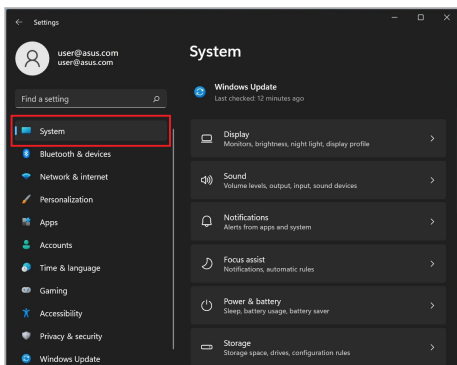 Settings
user@asus.com
user@asus.com
Find a setting
System
Bluetooth & devices
Network & internet
Personalization
Apps
Accounts
Time & language
Gaming
Accessibility
Privacy & security
Windows Update
System
Windows Update
Last checked: 12 minutes ago
Display
Monitors, brightness, night light, display profile
Sound
Volume levels, output, input, sound devices
Notifications
Alerts from apps and system
Focus assist
Notifications, automatic rules
Power & battery
Sleep, battery usage, battery saver
Storage
Storage space, drives, configuration rules